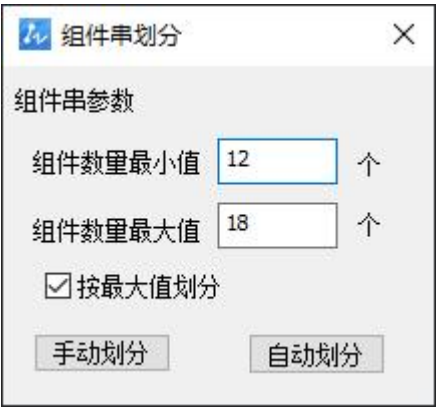 组件串划分
组件串参数
组件数量最小值 12 个
组件数量最大值 18 个
按最大值划分
手动划分 自动划分